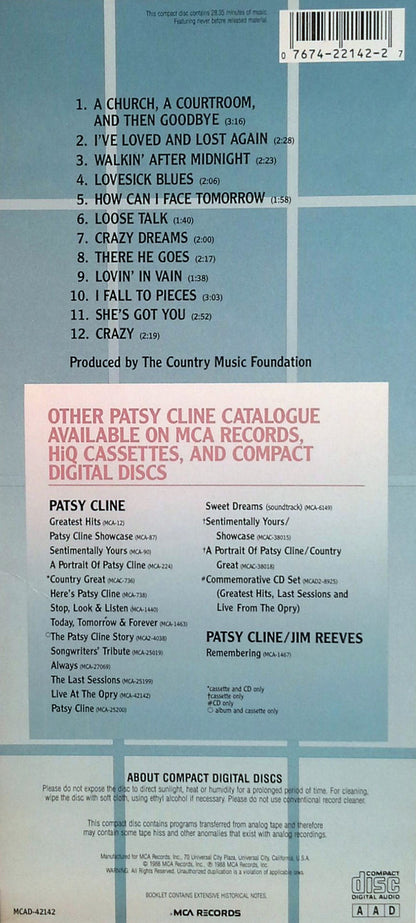 This compact disc contains 28:35 minutes of music.
Featuring never before released material.
0 7674-22142-2 7
1. A CHURCH, A COURTROOM,
AND THEN GOODBYE (3:16)
2. I'VE LOVED AND LOST AGAIN (2:28)
3. WALKIN' AFTER MIDNIGHT (2:23)
4. LOVESICK BLUES (2:06)
5. HOW CAN I FACE TOMORROW (1:58)
6. LOOSE TALK (1:40)
7. CRAZY DREAMS (2:00)
8. THERE HE GOES (2:17)
9. LOVIN' IN VAIN (1:38)
10. I FALL TO PIECES (3:03)
11. SHE'S GOT YOU (2:52)
12. CRAZY (2:19)
Produced by The Country Music Foundation
OTHER PATSY CLINE CATALOGUE
AVAILABLE ON MCA RECORDS,
HiQ CASSETTES, AND COMPACT
DIGITAL DISCS
PATSY CLINE
Greatest Hits (MCA-12)
Patsy Cline Showcase (MCA-87)
Sentimentally Yours (MCA-90)
A Portrait Of Patsy Cline (MCA-224)
*Country Great (MCAC-736)
Here's Patsy Cline (MCA-738)
Stop, Look & Listen (MCA-1440)
Today, Tomorrow & Forever (MCA-1463)
○The Patsy Cline Story (MCA2-4038)
Songwriters' Tribute (MCA-25019)
Always (MCA-27069)
The Last Sessions (MCA-25199)
Live At The Opry (MCA-42142)
Patsy Cline (MCA-25200)
Sweet Dreams (soundtrack) (MCA-6149)
†Sentimentally Yours/
Showcase (MCAC-38015)
†A Portrait Of Patsy Cline/Country
Great (MCAC-38018)
#Commemorative CD Set (MCAD2-8925)
(Greatest Hits, Last Sessions and
Live From The Opry)
PATSY CLINE/JIM REEVES
Remembering (MCA-1467)
*cassette and CD only
†cassette only
#CD only
○ album and cassette only
ABOUT COMPACT DIGITAL DISCS
Please do not expose the disc to direct sunlight, heat or humidity for a prolonged period of time. For cleaning,
wipe the disc with soft cloth, using ethyl alcohol if necessary. Please do not use conventional record cleaner.
This compact disc contains programs transferred from analog tape and therefore
may contain some tape hiss and other anomalies that exist with analog recordings.
Manufactured for MCA Records, Inc., 70 Universal City Plaza, Universal City, California, U.S.A.
© 1988 MCA Records, Inc. ℗ 1988 MCA Records, Inc.
WARNING: All Rights Reserved. Unauthorized duplication is a violation of applicable laws.
BOOKLET CONTAINS EXTENSIVE HISTORICAL NOTES.
MCAD-42142
MCA RECORDS
COMPACT
disc
DIGITAL AUDIO
A A D